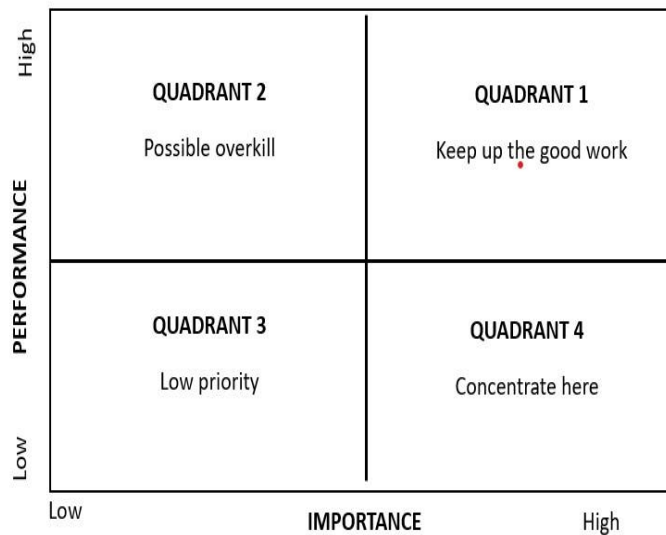 High
QUADRANT 2
QUADRANT 1
Possible overkill
Keep up the good work
PERFORMANCE
QUADRANT 3
QUADRANT 4
Low priority
Concentrate here
Low
Low
IMPORTANCE
High